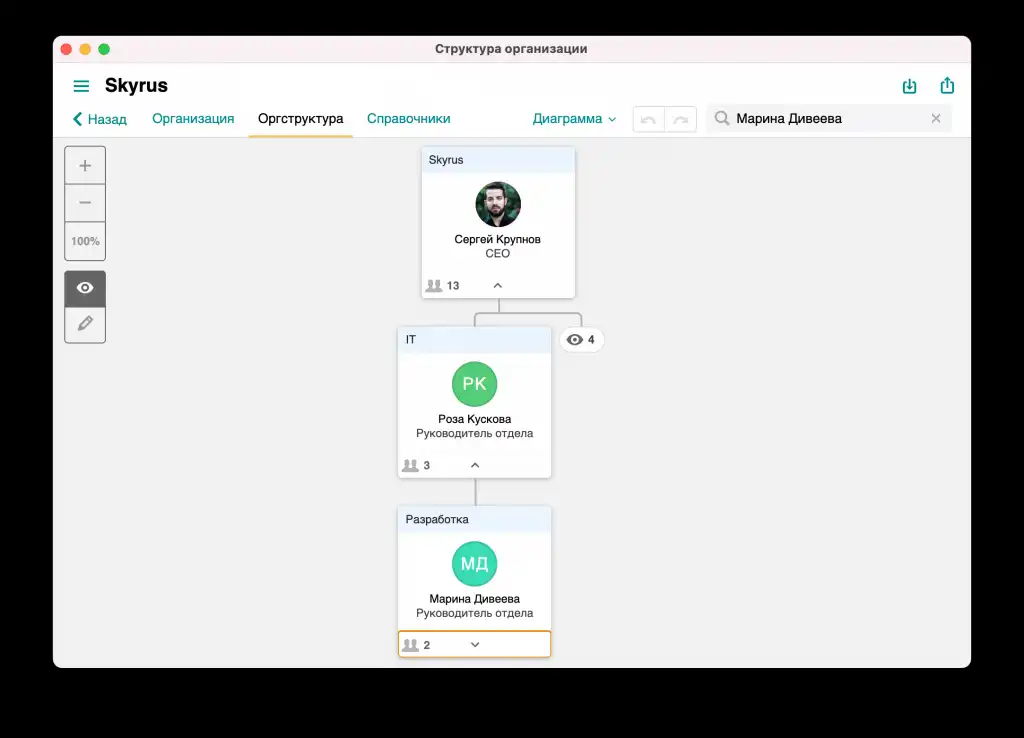 Структура организации
Skyrus
Назад
Организация
Оргструктура
Справочники
Диаграмма
Марина Дивеева
100%
Skyrus
Сергей Крупнов
CEO
13
IT
4
РК
Роза Кускова
Руководитель отдела
3
Разработка
МД
Марина Дивеева
Руководитель отдела
2